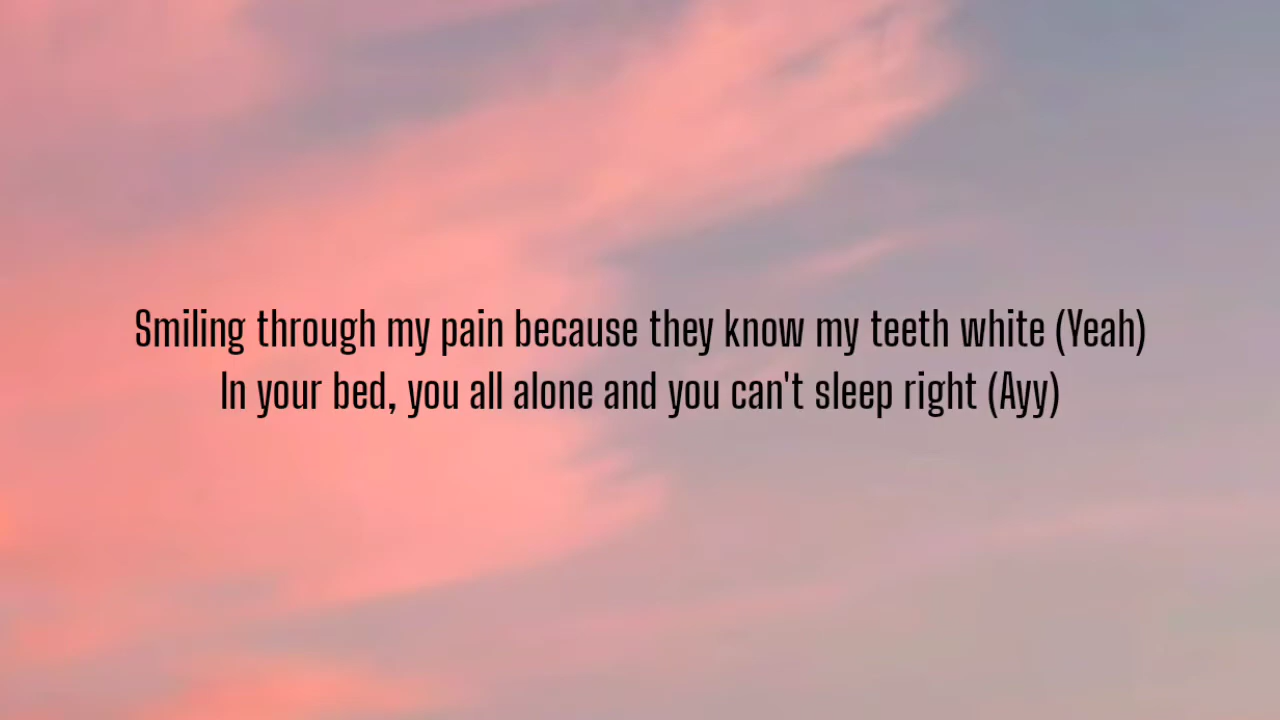 Smiling through my pain because they know my teeth white (Yeah)
In your bed, you all alone and you can't sleep right (Ayy)